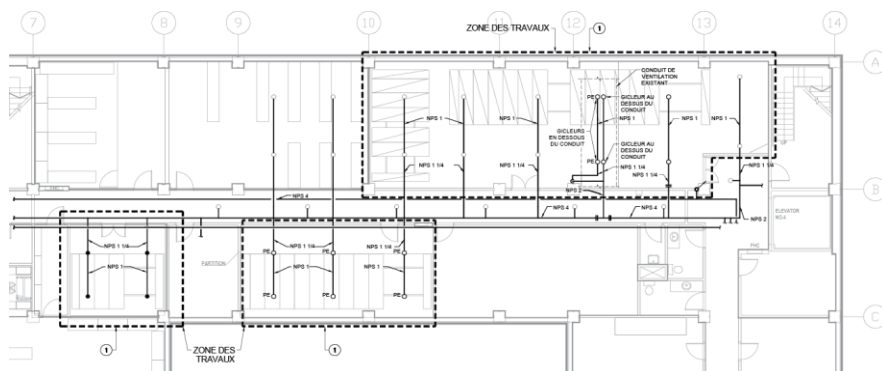 7
8
9
10
11
12
13
14
ZONE DES TRAVAUX
1
A
CONDUIT DE
VENTILATION
EXISTANT
PE
GICLEUR AU
DESSUS DU
CONDUIT
NPS 1
NPS 1
NPS 1
NPS 1
NPS 1
GICLEURS
EN DESSOUS
DU CONDUIT
GICLEUR AU
DESSUS DU
CONDUIT
PE
NPS 1 1/4
NPS 1 1/4
NPS 1 1/4
NPS 1
NPS 1 1/4
NPS 1 1/4
NPS 2
B
NPS 4
NPS 4
NPS 4
NPS 2
ELEVATOR
NO.4
NPS 1 1/4
NPS 1 1/4
NPS 1 1/4
PE
PE
PE
PARTITION
FHC
NPS 1
NPS 1
NPS 1
PE
PE
PE
C
1
ZONE DES
TRAVAUX
1